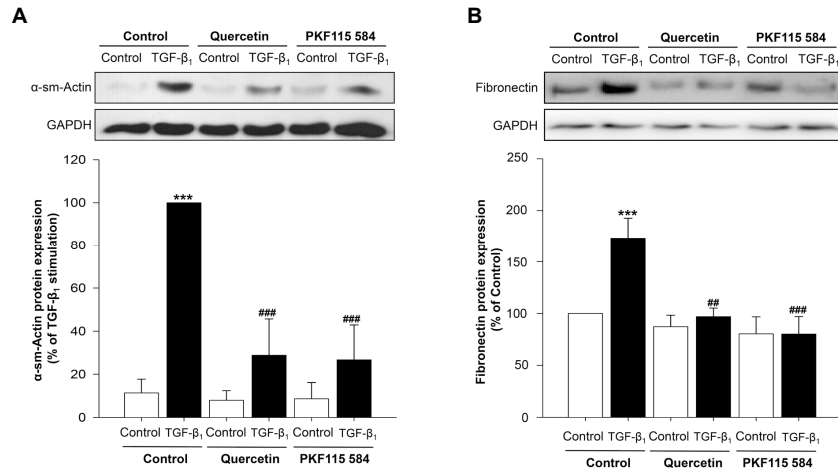 A
Control Quercetin PKF115 584
Control TGF-β₁ Control TGF-β₁ Control TGF-β₁
α-sm-Actin
GAPDH
120
100
80
60
40
20
0
α-sm-Actin protein expression
(% of TGF-β₁ stimulation)
***
###
###
Control TGF-β₁ Control TGF-β₁ Control TGF-β₁
Control Quercetin PKF115 584
B
Control Quercetin PKF115 584
Control TGF-β₁ Control TGF-β₁ Control TGF-β₁
Fibronectin
GAPDH
250
200
150
100
50
0
Fibronectin protein expression
(% of Control)
***
##
###
Control TGF-β₁ Control TGF-β₁ Control TGF-β₁
Control Quercetin PKF115 584